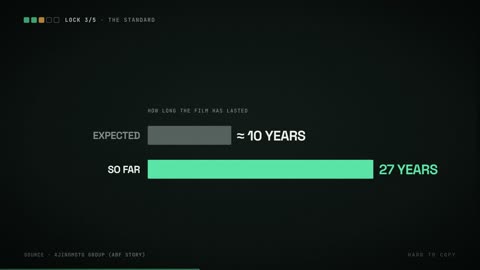 LOCK 3/5 · THE STANDARD
HOW LONG THE FILM HAS LASTED
EXPECTED ≈ 10 YEARS
SO FAR 27 YEARS
SOURCE · AJINOMOTO GROUP (ABF STORY)
HARD TO COPY